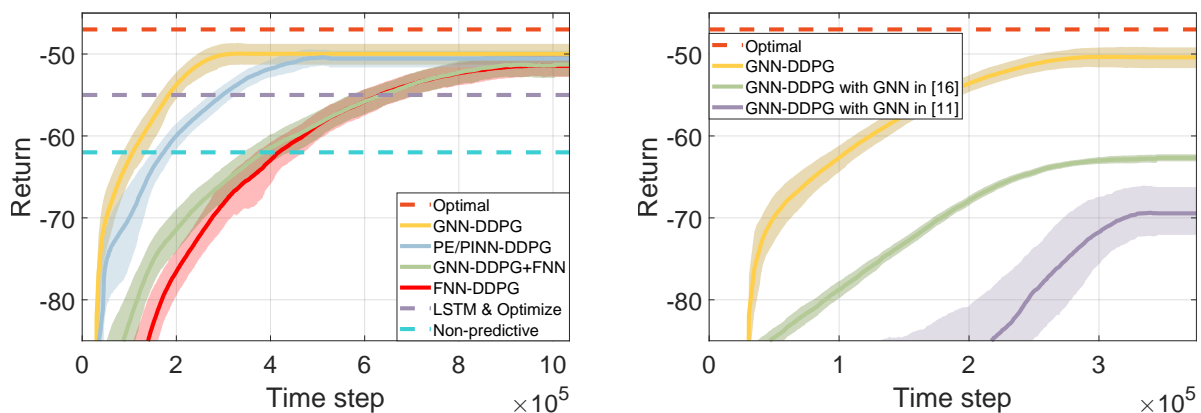 -50
-60
-70
-80
Return
0
2
4
6
8
10
Time step
×10^5
Optimal
GNN-DDPG
PE/PINN-DDPG
GNN-DDPG+FNN
FNN-DDPG
LSTM & Optimize
Non-predictive
-50
-60
-70
-80
Return
0
1
2
3
Time step
×10^5
Optimal
GNN-DDPG
GNN-DDPG with GNN in [16]
GNN-DDPG with GNN in [11]